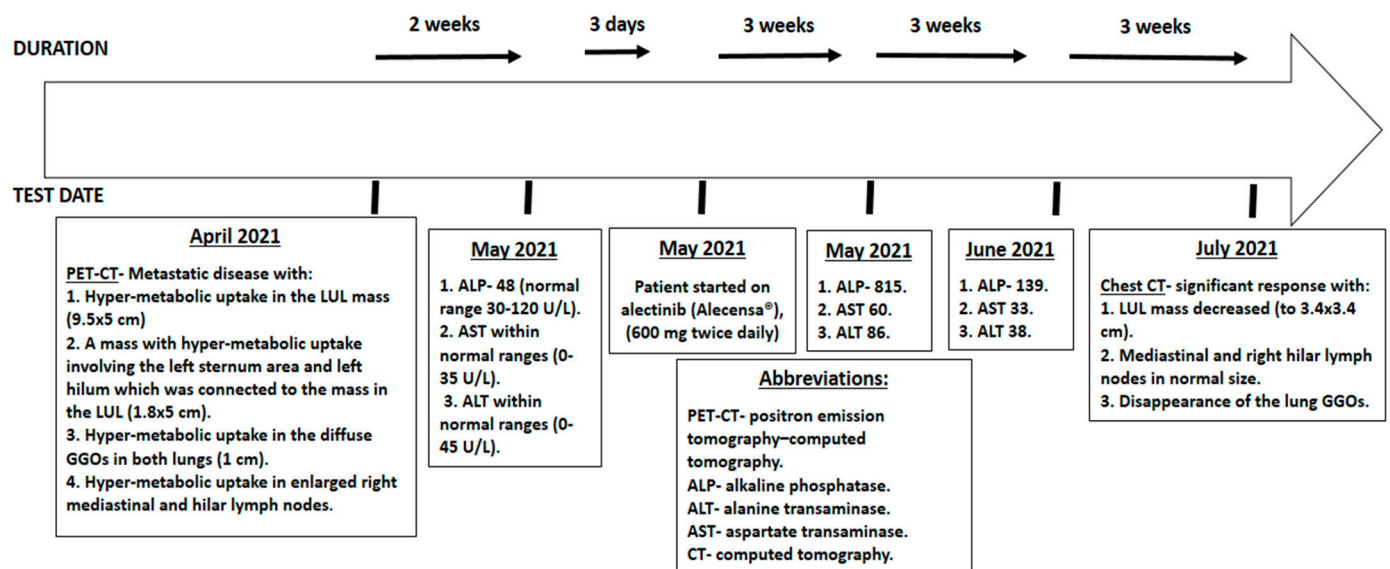 2 weeks
3 days
3 weeks
3 weeks
3 weeks
DURATION
TEST DATE
April 2021
PET-CT- Metastatic disease with:
1. Hyper-metabolic uptake in the LUL mass
(9.5x5 cm)
2. A mass with hyper-metabolic uptake
involving the left sternum area and left
hilum which was connected to the mass in
the LUL (1.8x5 cm).
3. Hyper-metabolic uptake in the diffuse
GGOs in both lungs (1 cm).
4. Hyper-metabolic uptake in enlarged right
mediastinal and hilar lymph nodes.
May 2021
1. ALP- 48 (normal
range 30-120 U/L).
2. AST within
normal ranges (0-
35 U/L).
3. ALT within
normal ranges (0-
45 U/L).
May 2021
Patient started on
alectinib (Alecensa®),
(600 mg twice daily)
May 2021
1. ALP- 815.
2. AST 60.
3. ALT 86.
June 2021
1. ALP- 139.
2. AST 33.
3. ALT 38.
July 2021
Chest CT- significant response with:
1. LUL mass decreased (to 3.4x3.4
cm).
2. Mediastinal and right hilar lymph
nodes in normal size.
3. Disappearance of the lung GGOs.
Abbreviations:
PET-CT- positron emission
tomography–computed
tomography.
ALP- alkaline phosphatase.
ALT- alanine transaminase.
AST- aspartate transaminase.
CT- computed tomography.